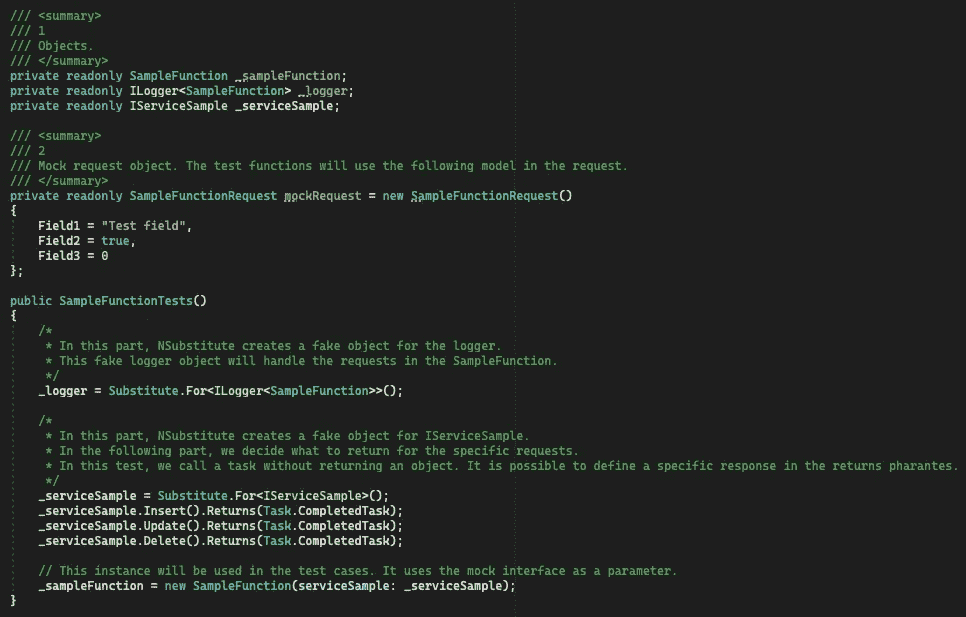 /// <summary>
/// 1
/// Objects.
/// </summary>
private readonly SampleFunction _sampleFunction;
private readonly ILogger<SampleFunction> _logger;
private readonly IServiceSample _serviceSample;

/// <summary>
/// 2
/// Mock request object. The test functions will use the following model in the request.
/// </summary>
private readonly SampleFunctionRequest mockRequest = new SampleFunctionRequest()
{
    Field1 = "Test field",
    Field2 = true,
    Field3 = 0
};

public SampleFunctionTests()
{
    /*
     * In this part, NSubstitute creates a fake object for the logger.
     * This fake logger object will handle the requests in the SampleFunction.
     */
    _logger = Substitute.For<ILogger<SampleFunction>>();

    /*
     * In this part, NSubstitute creates a fake object for IServiceSample.
     * In the following part, we decide what to return for the specific requests.
     * In this test, we call a task without returning an object. It is possible to define a specific response in the returns pharantes.
     */
    _serviceSample = Substitute.For<IServiceSample>();
    _serviceSample.Insert().Returns(Task.CompletedTask);
    _serviceSample.Update().Returns(Task.CompletedTask);
    _serviceSample.Delete().Returns(Task.CompletedTask);

    // This instance will be used in the test cases. It uses the mock interface as a parameter.
    _sampleFunction = new SampleFunction(serviceSample: _serviceSample);
}